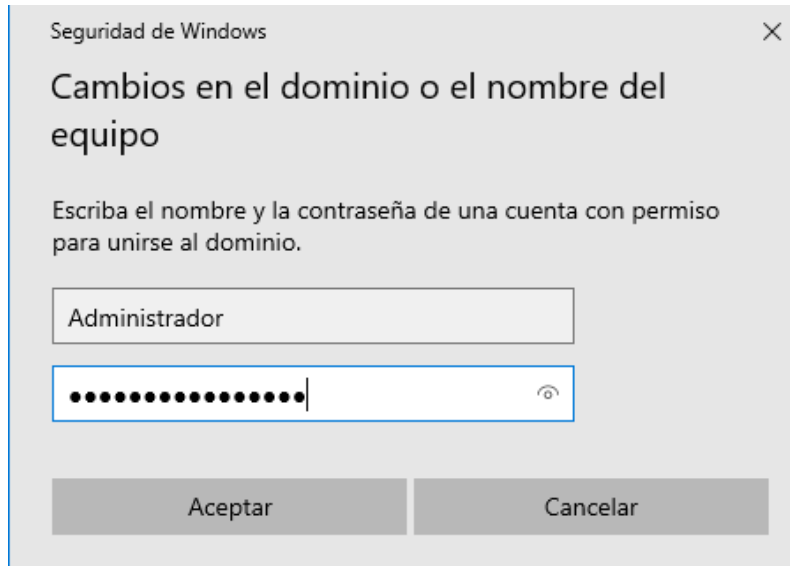 Seguridad de Windows
Cambios en el dominio o el nombre del
equipo
Escriba el nombre y la contraseña de una cuenta con permiso
para unirse al dominio.
Administrador
••••••••••••••••
Aceptar
Cancelar